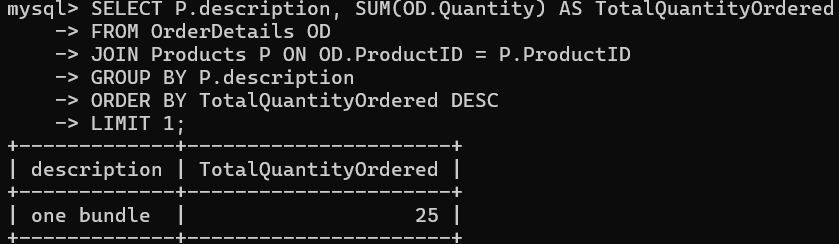 mysql> SELECT P.description, SUM(OD.Quantity) AS TotalQuantityOrdered
    -> FROM OrderDetails OD
    -> JOIN Products P ON OD.ProductID = P.ProductID
    -> GROUP BY P.description
    -> ORDER BY TotalQuantityOrdered DESC
    -> LIMIT 1;
+-------------+----------------------+
| description | TotalQuantityOrdered |
+-------------+----------------------+
| one bundle  |                   25 |
+-------------+----------------------+